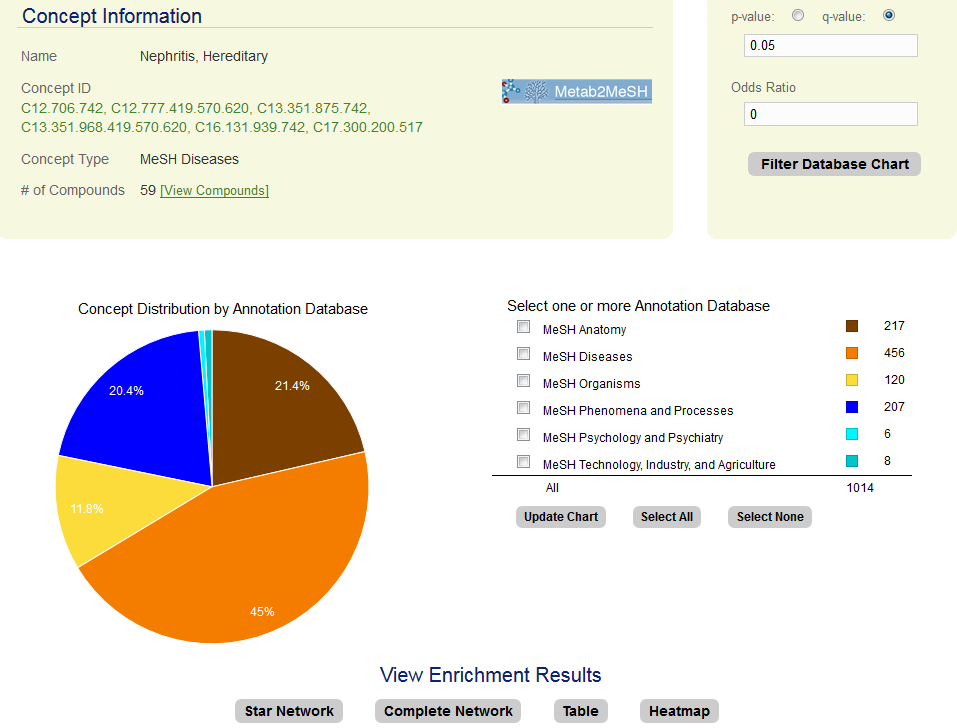 Concept Information
Name Nephritis, Hereditary
Concept ID
C12.706.742, C12.777.419.570.620, C13.351.875.742,
C13.351.968.419.570.620, C16.131.939.742, C17.300.200.517
Metab2MeSH
Concept Type MeSH Diseases
# of Compounds 59 [View Compounds]
p-value: q-value:
0.05
Odds Ratio
0
Filter Database Chart
Concept Distribution by Annotation Database
21.4%
20.4%
11.8%
45%
Select one or more Annotation Database
MeSH Anatomy 217
MeSH Diseases 456
MeSH Organisms 120
MeSH Phenomena and Processes 207
MeSH Psychology and Psychiatry 6
MeSH Technology, Industry, and Agriculture 8
All 1014
Update Chart Select All Select None
View Enrichment Results
Star Network Complete Network Table Heatmap